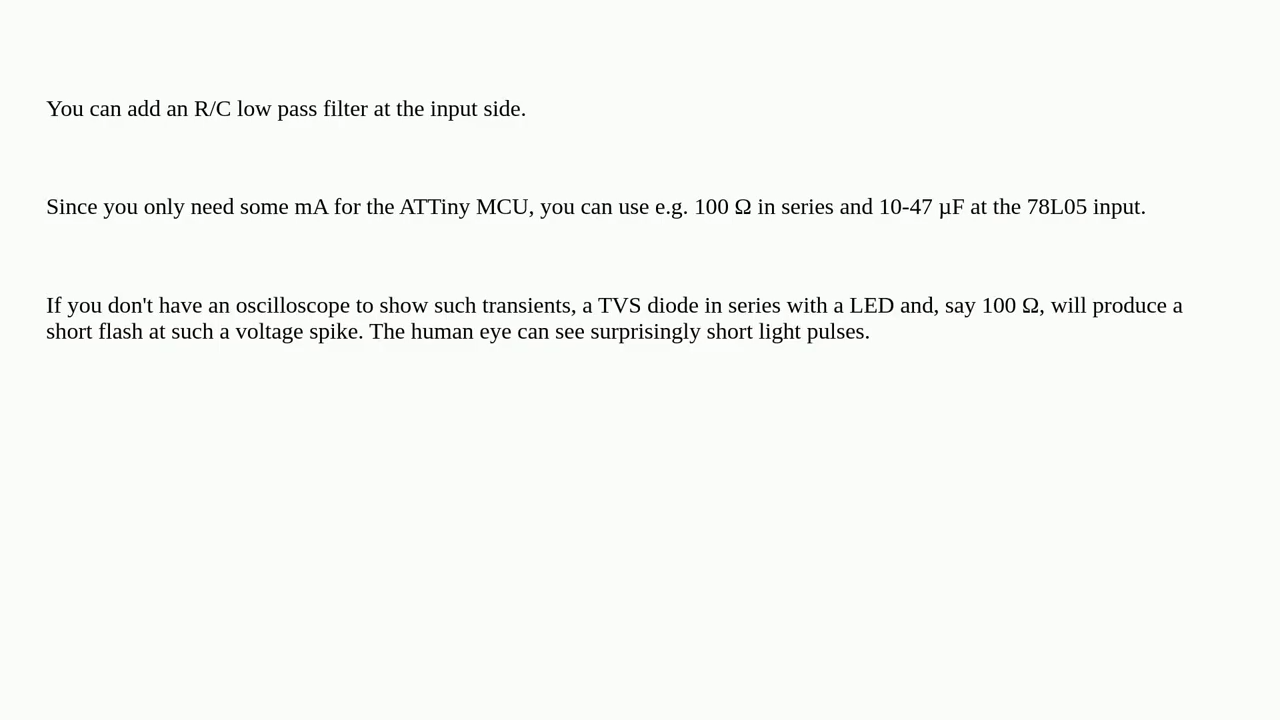 You can add an R/C low pass filter at the input side.
Since you only need some mA for the ATTiny MCU, you can use e.g. 100 Ω in series and 10-47 µF at the 78L05 input.
If you don't have an oscilloscope to show such transients, a TVS diode in series with a LED and, say 100 Ω, will produce a
short flash at such a voltage spike. The human eye can see surprisingly short light pulses.